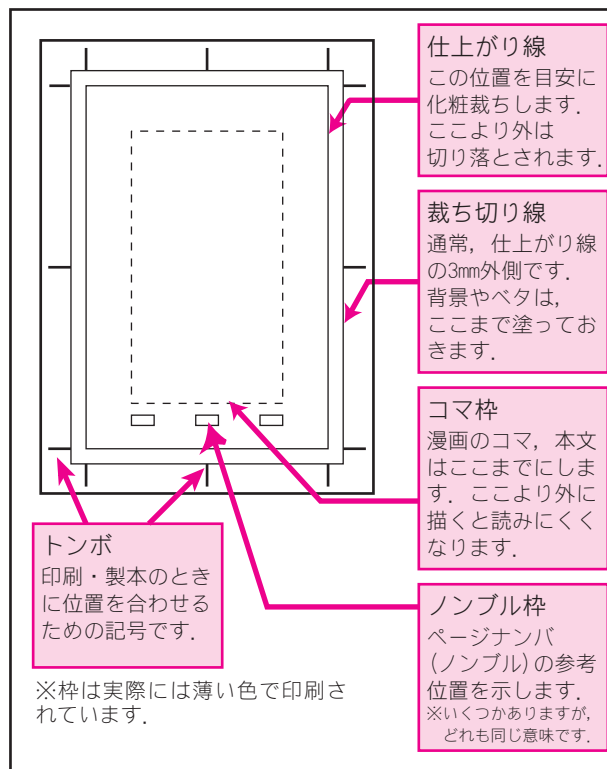 仕上がり線
この位置を目安に
化粧裁ちします.
ここより外は
切り落とされます.
裁ち切り線
通常, 仕上がり線
の3㎜外側です.
背景やベタは,
ここまで塗ってお
きます.
コマ枠
漫画のコマ, 本文
はここまでにしま
す. ここより外に
描くと読みにくく
なります.
ノンブル枠
ページナンバ
(ノンブル)の参考
位置を示します.
※いくつかありますが,
どれも同じ意味です.
トンボ
印刷・製本のとき
に位置を合わせる
ための記号です.
※枠は実際には薄い色で印刷さ
れています.